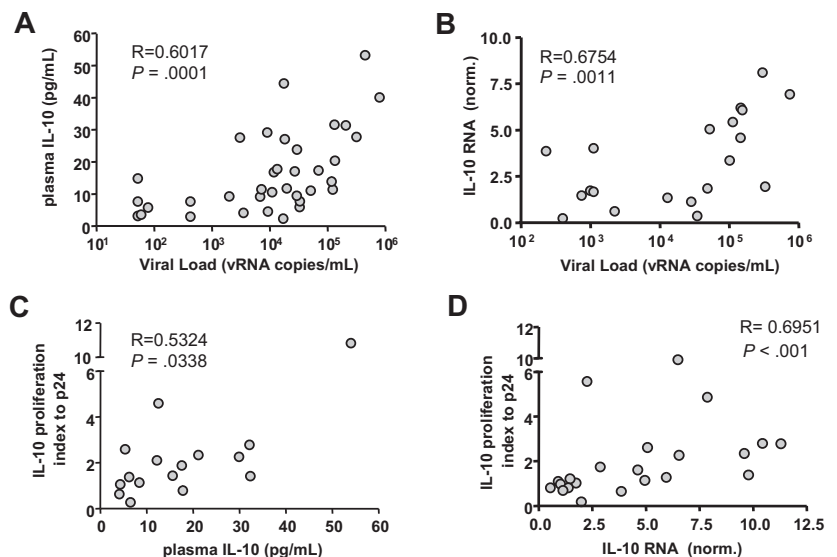 A
R=0.6017
P = .0001
plasma IL-10 (pg/mL)
60
50
40
30
20
10
0
10¹ 10² 10³ 10⁴ 10⁵ 10⁶
Viral Load (vRNA copies/mL)
B
R=0.6754
P = .0011
IL-10 RNA (norm.)
10.0
7.5
5.0
2.5
0.0
10² 10³ 10⁴ 10⁵ 10⁶
Viral Load (vRNA copies/mL)
C
R=0.5324
P = .0338
IL-10 proliferation
index to p24
12
10
6
4
2
0
0 10 20 30 40 50 60
plasma IL-10 (pg/mL)
D
R= 0.6951
P < .001
IL-10 proliferation
index to p24
12
10
6
4
2
0
0.0 2.5 5.0 7.5 10.0 12.5
IL-10 RNA (norm.)